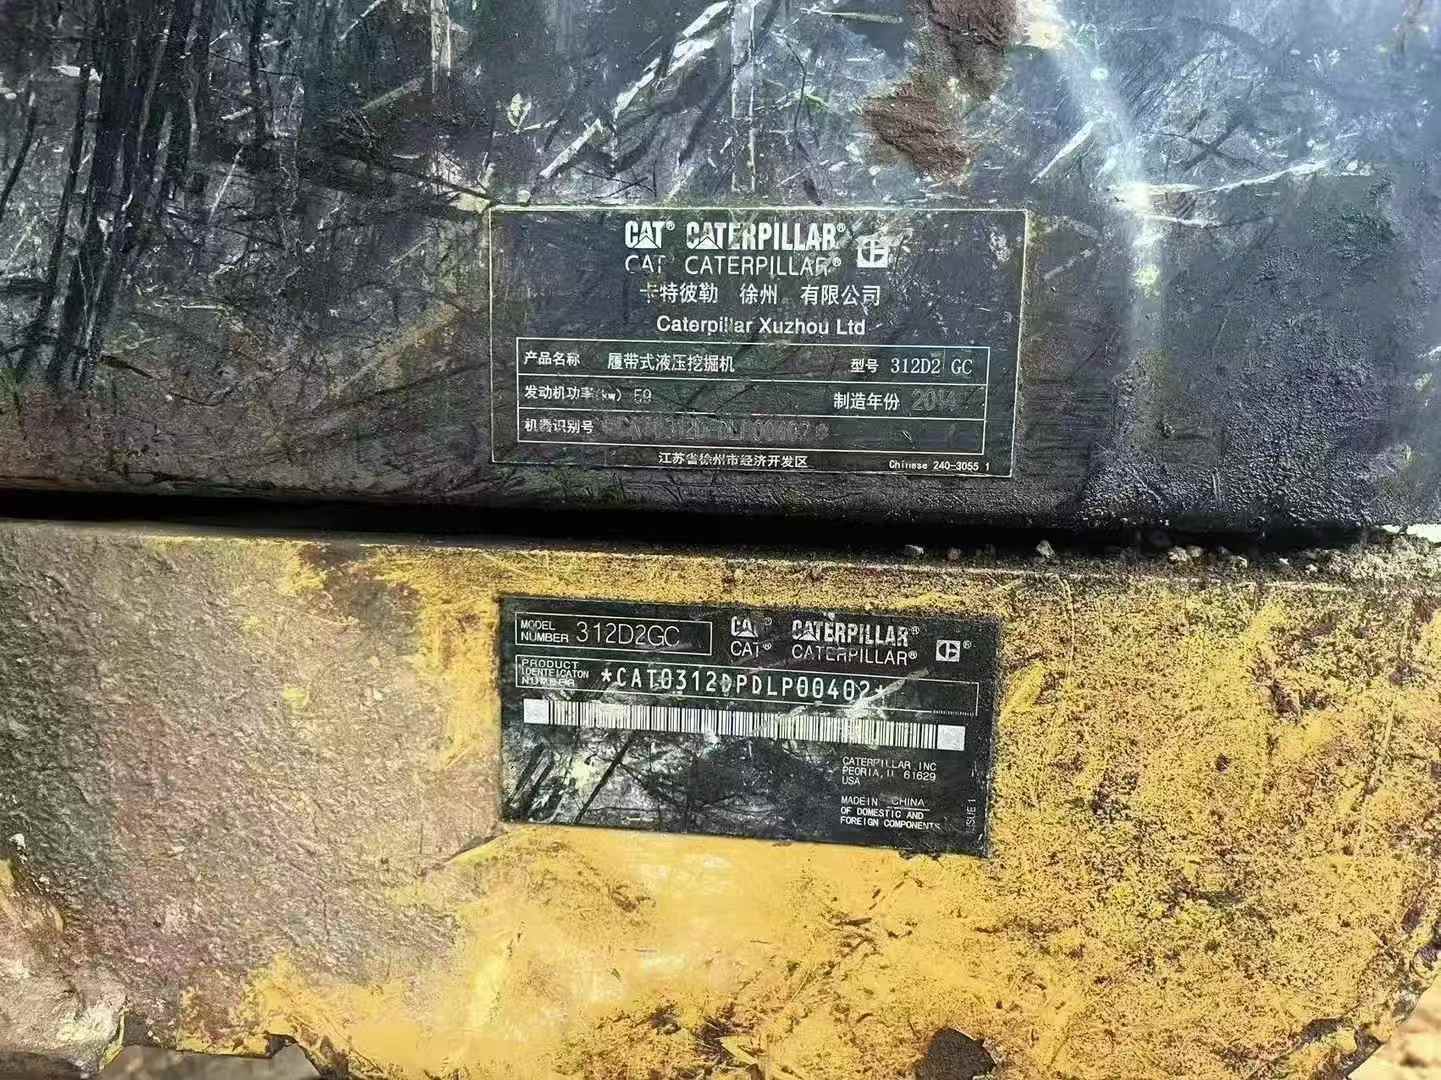 CAT® CATERPILLAR®
CAT CATERPILLAR®
卡特彼勒 徐州 有限公司
Caterpillar Xuzhou Ltd
产品名称 履带式液压挖掘机 型号 312D2 GC
发动机功率(kw) 59 制造年份 2014
机器识别号
江苏省徐州市经济开发区 Chinese 240-3055 1
MODEL NUMBER 312D2GC
CAT® CATERPILLAR®
CAT® CATERPILLAR®
PRODUCT IDENTIFICATON NUMBER *CAT0312DPDLP00402*
CATERPILLAR INC
PEORIA, IL 61629
USA
MADE IN CHINA
OF DOMESTIC AND
FOREIGN COMPONENTS
ISSUE 1